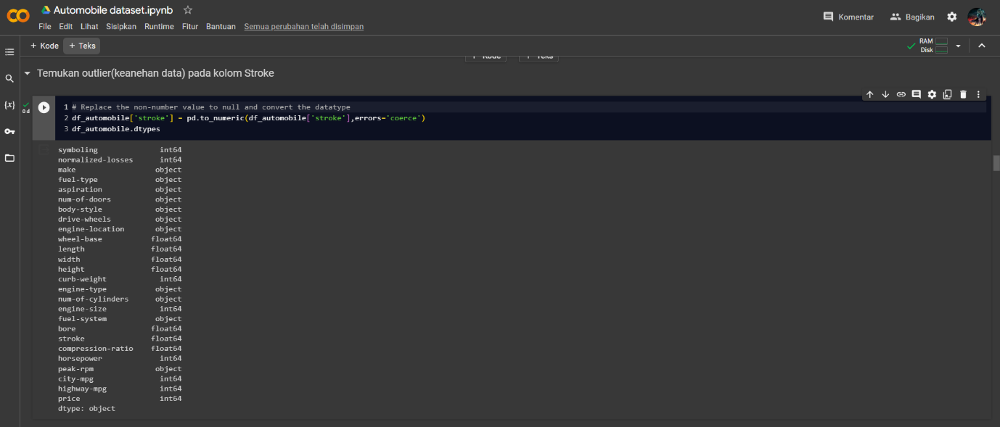 Automobile dataset.ipynb
File Edit Lihat Sisipkan Runtime Fitur Bantuan Semua perubahan telah disimpan
Komentar Bagikan
+ Kode + Teks
RAM
Disk
+ Kode + Teks
Temukan outlier(keanehan data) pada kolom Stroke
0 d
1 # Replace the non-number value to null and convert the datatype
2 df_automobile['stroke'] = pd.to_numeric(df_automobile['stroke'],errors='coerce')
3 df_automobile.dtypes
symboling int64
normalized-losses int64
make object
fuel-type object
aspiration object
num-of-doors object
body-style object
drive-wheels object
engine-location object
wheel-base float64
length float64
width float64
height float64
curb-weight int64
engine-type object
num-of-cylinders object
engine-size int64
fuel-system object
bore float64
stroke float64
compression-ratio float64
horsepower int64
peak-rpm object
city-mpg int64
highway-mpg int64
price int64
dtype: object